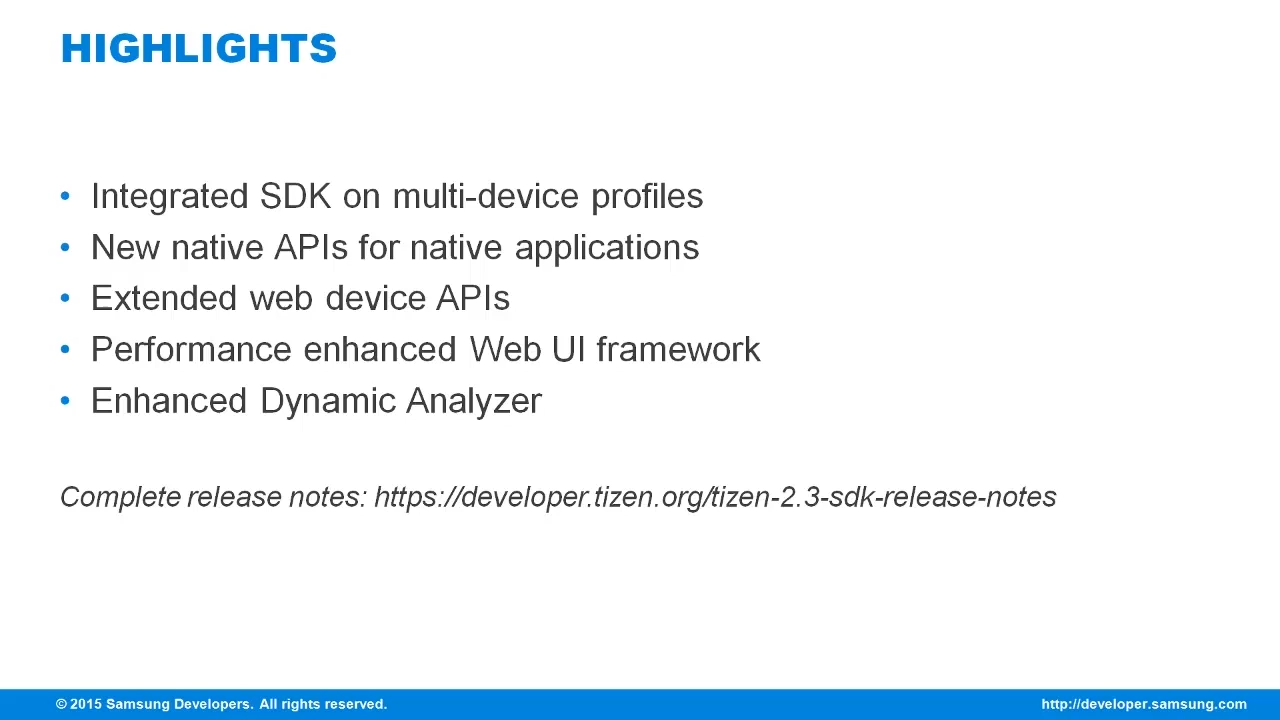 HIGHLIGHTS
• Integrated SDK on multi-device profiles
• New native APIs for native applications
• Extended web device APIs
• Performance enhanced Web UI framework
• Enhanced Dynamic Analyzer
Complete release notes: https://developer.tizen.org/tizen-2.3-sdk-release-notes
© 2015 Samsung Developers. All rights reserved.
http://developer.samsung.com